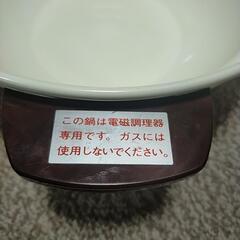 この鍋は電磁調理器
専用です。ガスには
使用しないでください。